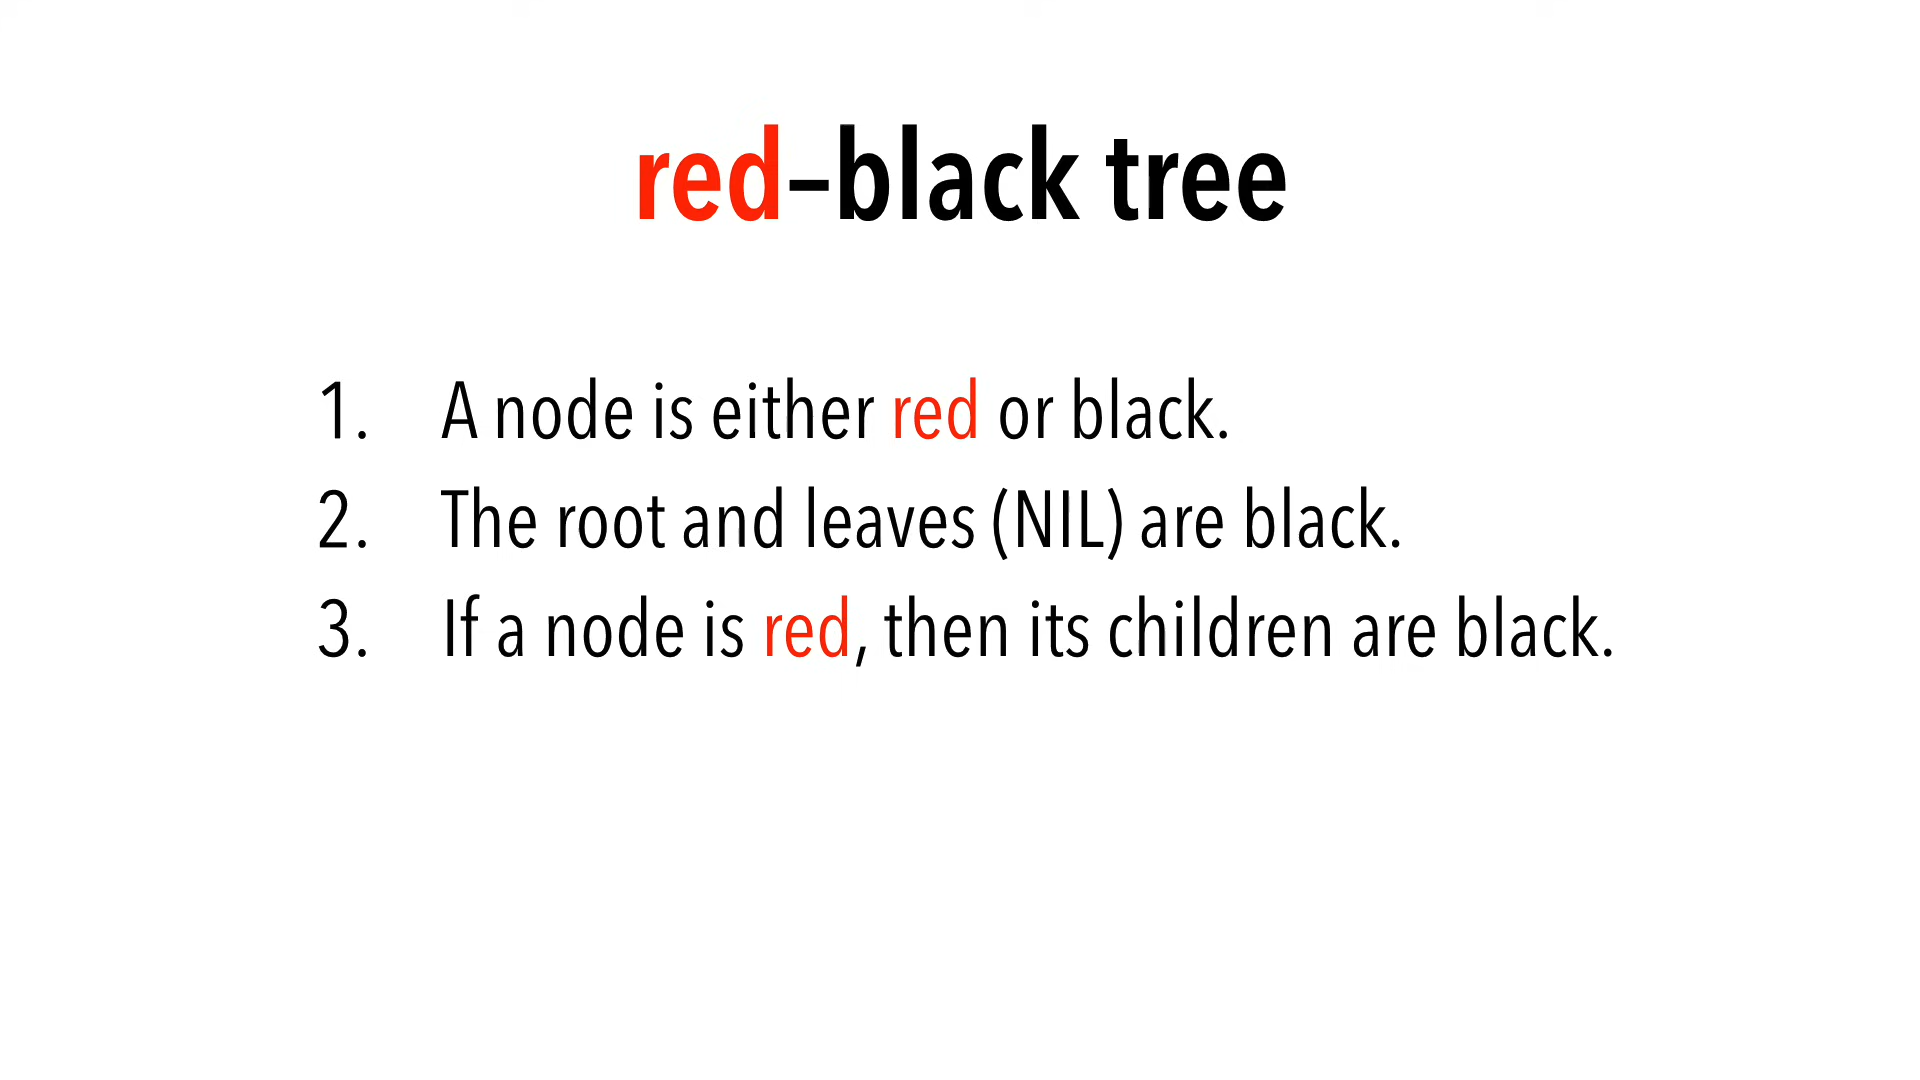 red–black tree
1. A node is either red or black.
2. The root and leaves (NIL) are black.
3. If a node is red, then its children are black.